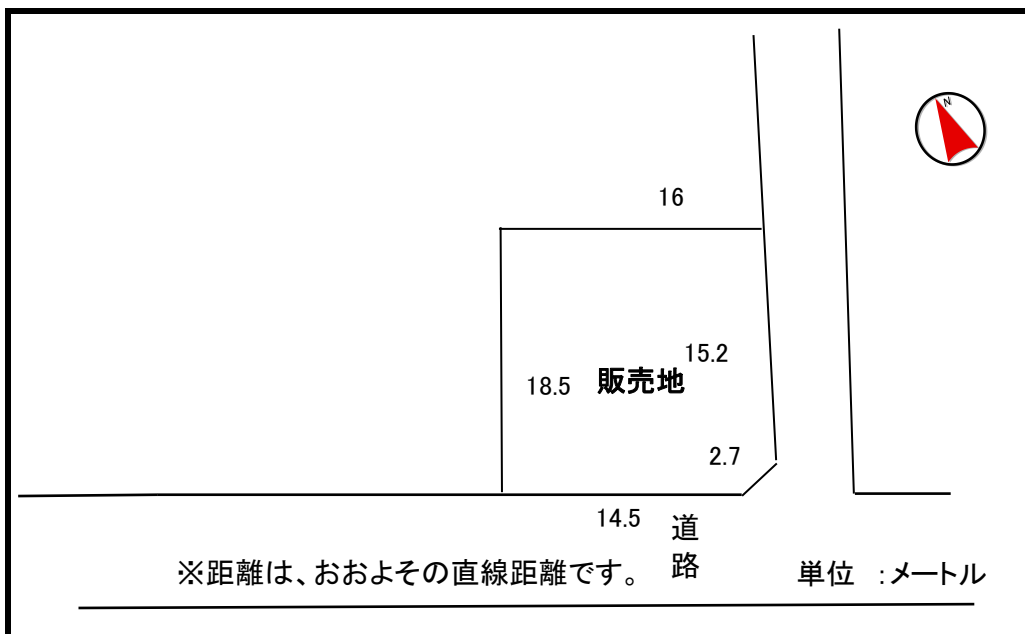 N
16
15.2
18.5 販売地
2.7
14.5
道路
※距離は、おおよその直線距離です。
単位 :メートル